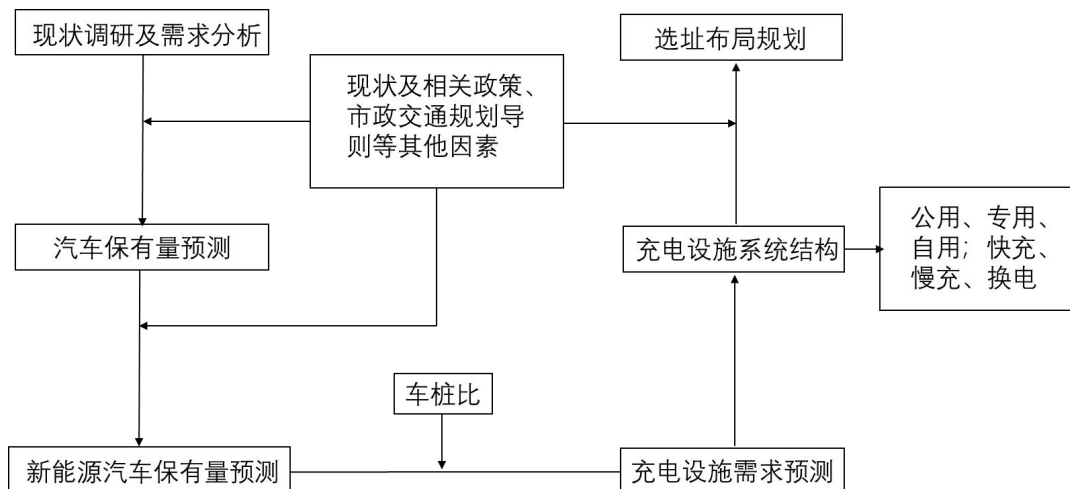 现状调研及需求分析
选址布局规划
现状及相关政策、
市政交通规划导
则等其他因素
汽车保有量预测
充电设施系统结构
公用、专用、
自用；快充、
慢充、换电
车桩比
新能源汽车保有量预测
充电设施需求预测